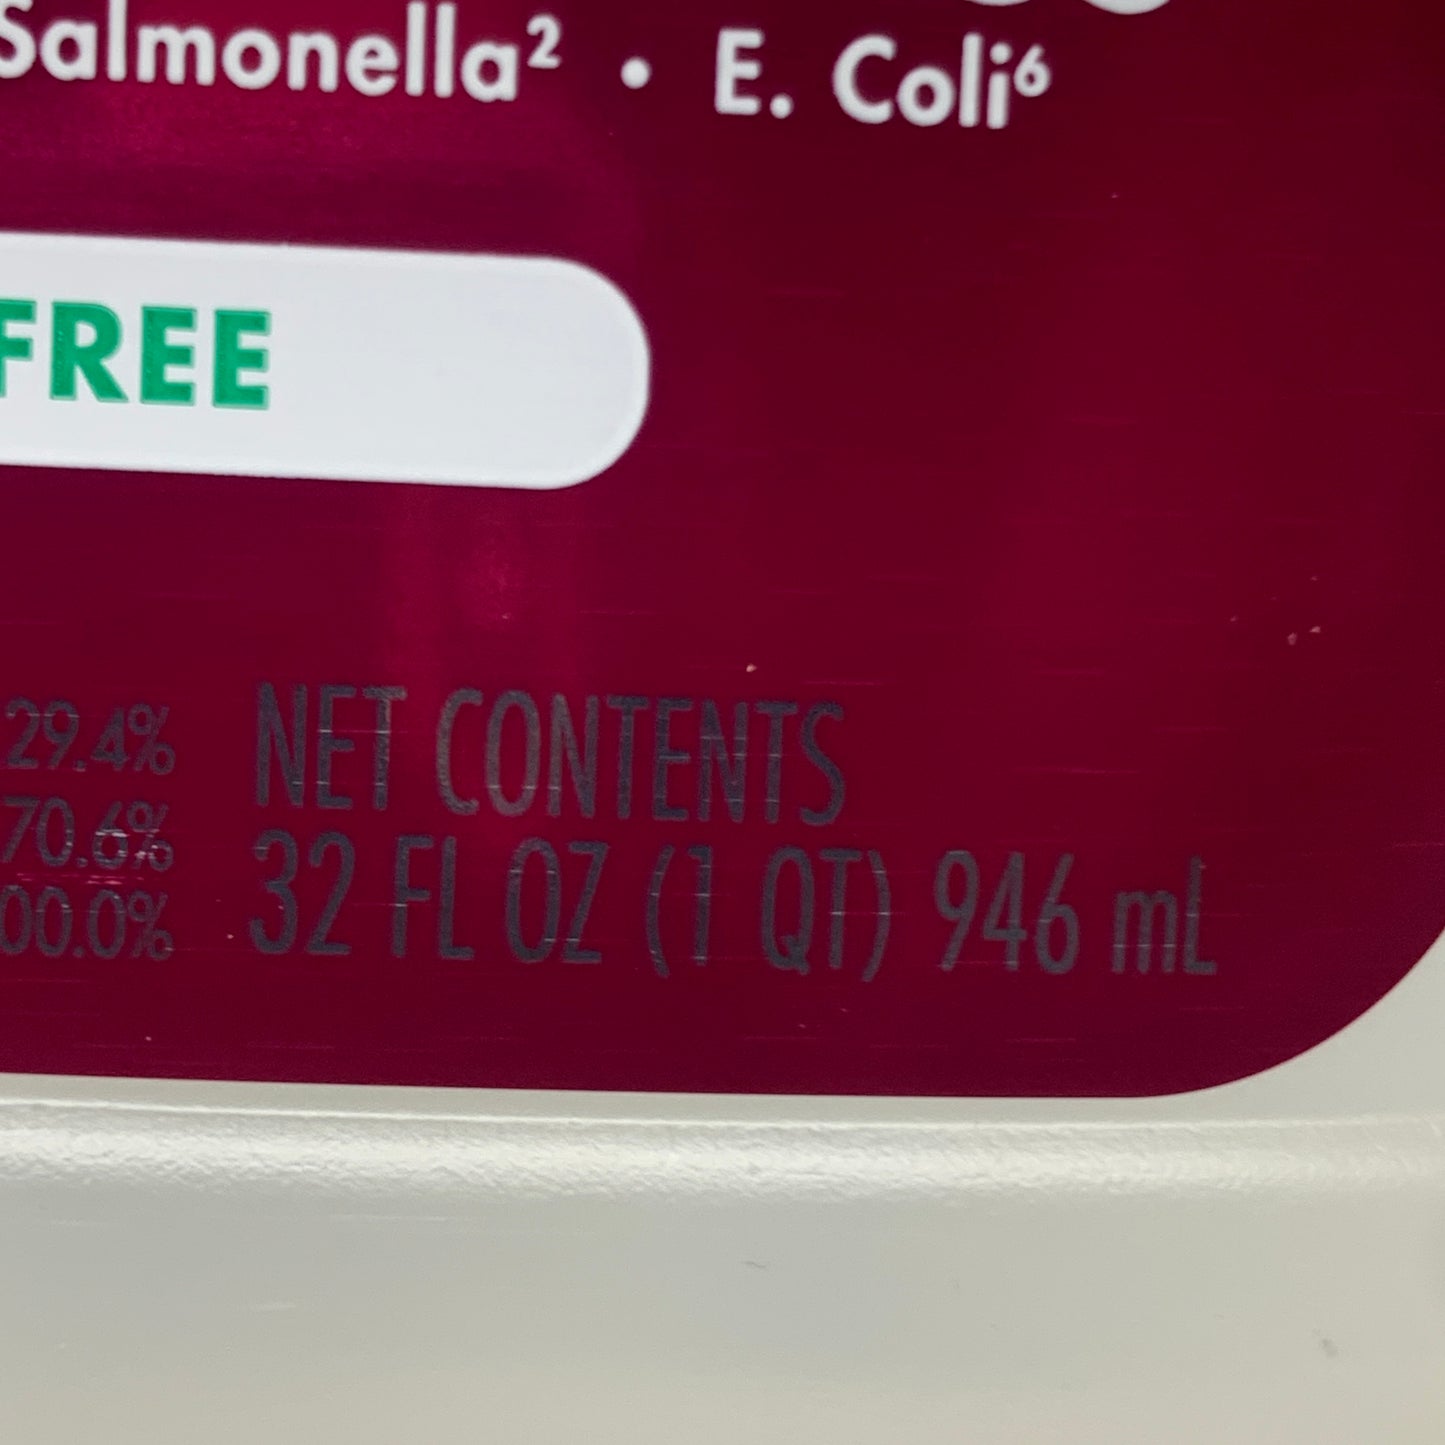 Salmonella² • E. Coli⁶
FREE
29.4% NET CONTENTS
70.6%
00.0% 32 FL OZ (1 QT) 946 mL